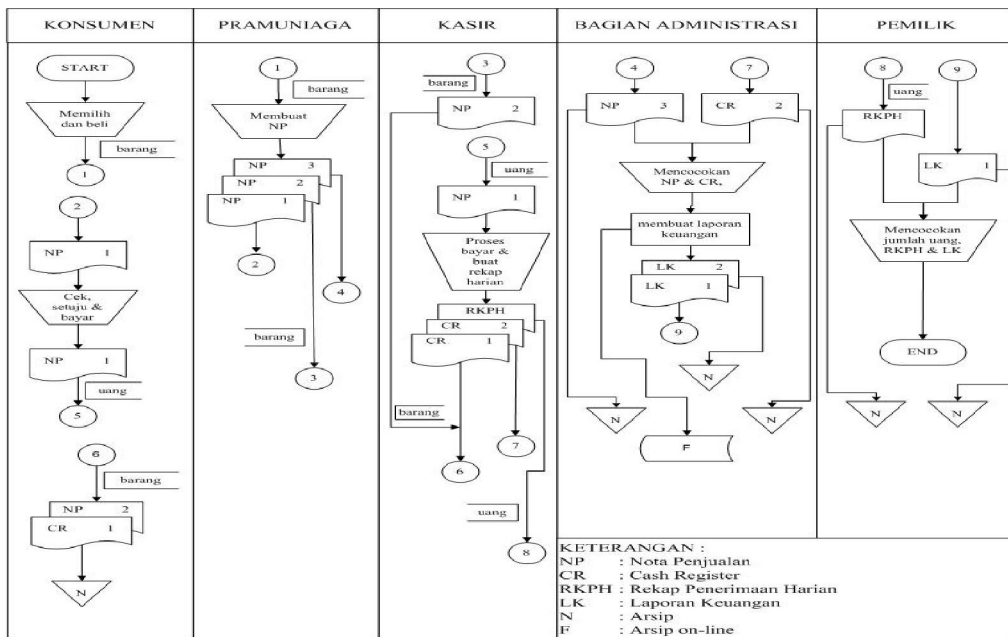 KONSUMEN
START
Memilih
dan beli
barang
1
2
NP 1
Cek,
setuju &
bayar
NP 1
uang
5
6
barang
NP 2
CR 1
N
PRAMUNIAGA
1
barang
Membuat
NP
NP 3
NP 2
NP 1
2
4
barang
3
KASIR
3
barang
NP 2
5
uang
NP 1
Proses
bayar &
buat
rekap
harian
RKPH
CR 2
CR 1
barang
6
7
uang
8
BAGIAN ADMINISTRASI
4
7
NP 3
CR 2
Mencocokan
NP & CR,
membuat laporan
keuangan
LK 2
LK 1
9
N
N
N
F
PEMILIK
8
9
uang
RKPH
LK 1
Mencocokan
jumlah uang,
RKPH & LK
END
N
N
KETERANGAN :
NP : Nota Penjualan
CR : Cash Register
RKPH : Rekap Penerimaan Harian
LK : Laporan Keuangan
N : Arsip
F : Arsip on-line